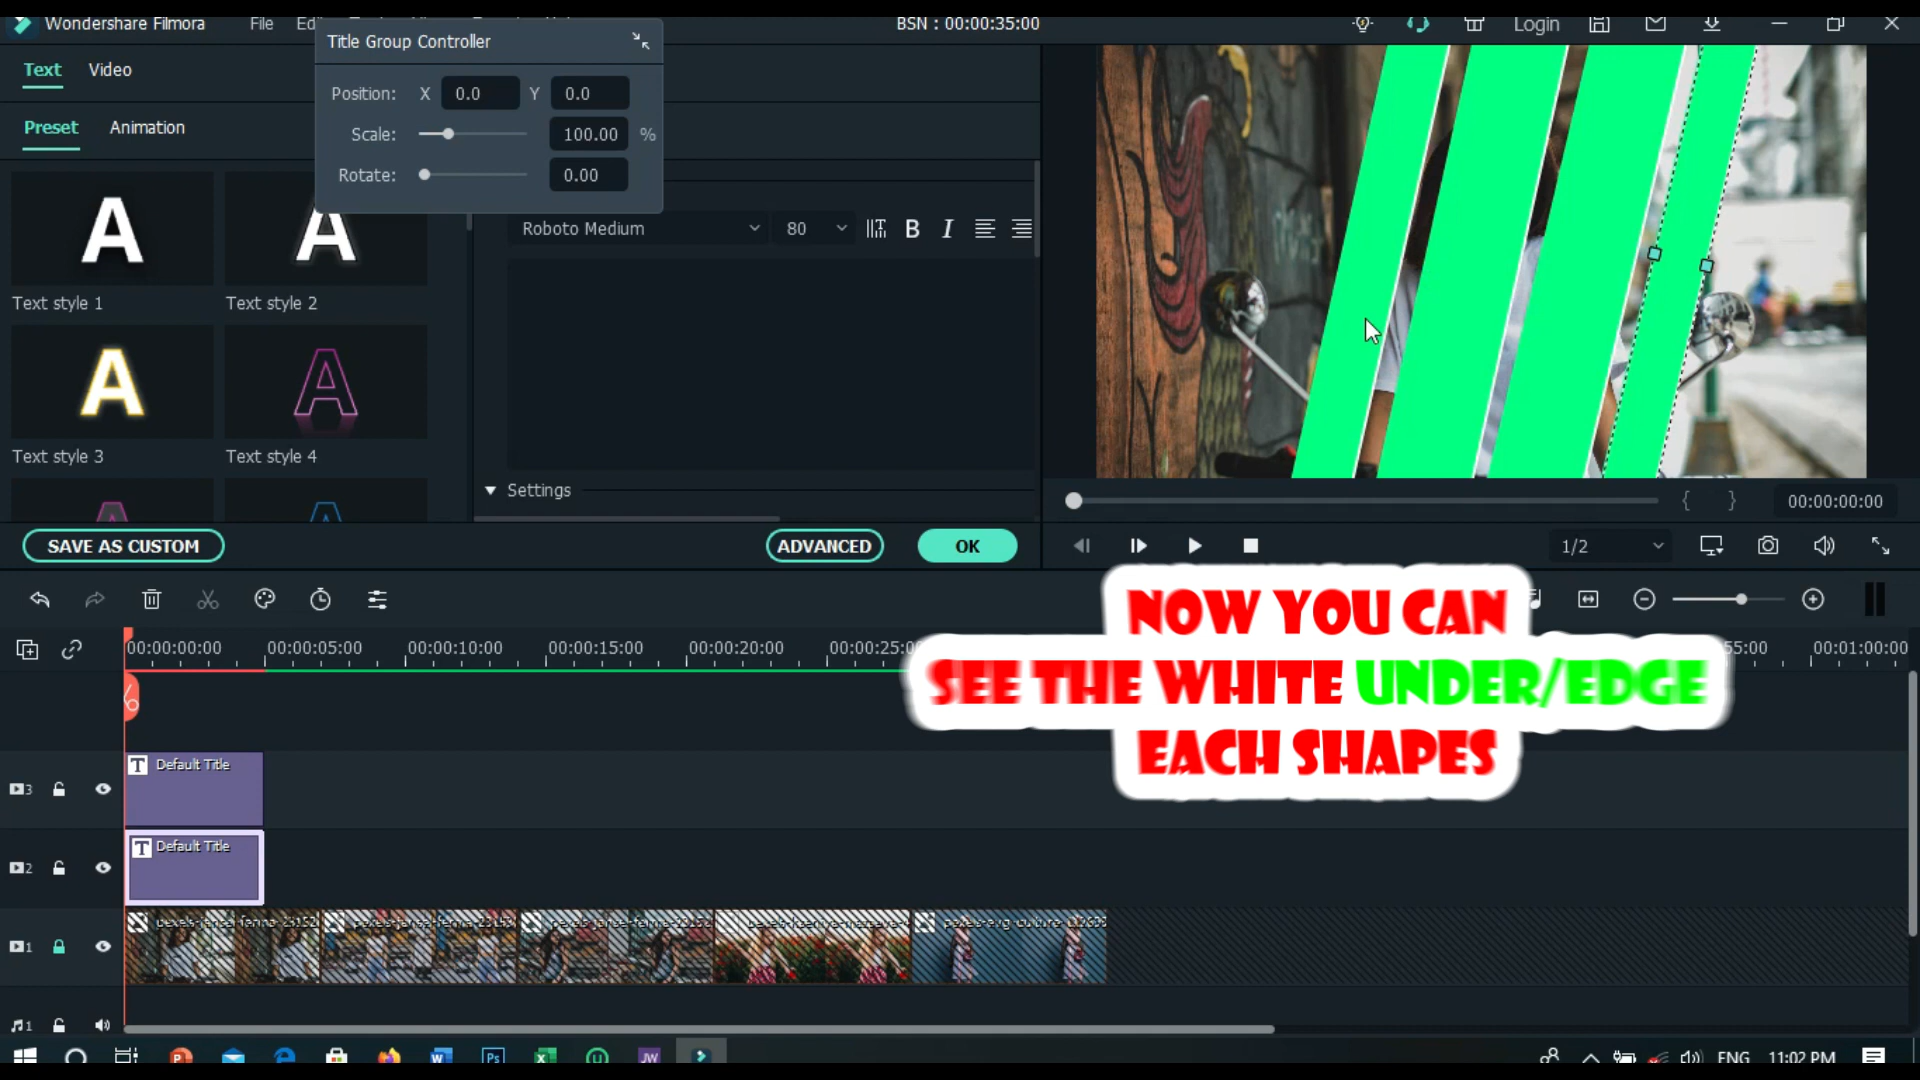 Wondershare Filmora
File
BSN : 00:00:35:00
Login
Title Group Controller
Text
Video
Position: X 0.0 Y 0.0
Preset
Animation
Scale: 100.00 %
Rotate: 0.00
Roboto Medium
80
B I
A
A
Text style 1
Text style 2
A
A
Text style 3
Text style 4
Settings
00:00:00:00
SAVE AS CUSTOM
ADVANCED
OK
1/2
NOW YOU CAN
SEE THE WHITE UNDER/EDGE
EACH SHAPES
00:00:00:00
00:00:05:00
00:00:10:00
00:00:15:00
00:00:20:00
00:01:00:00
T Default Title
3
T Default Title
2
1
1
ENG
11:02 PM